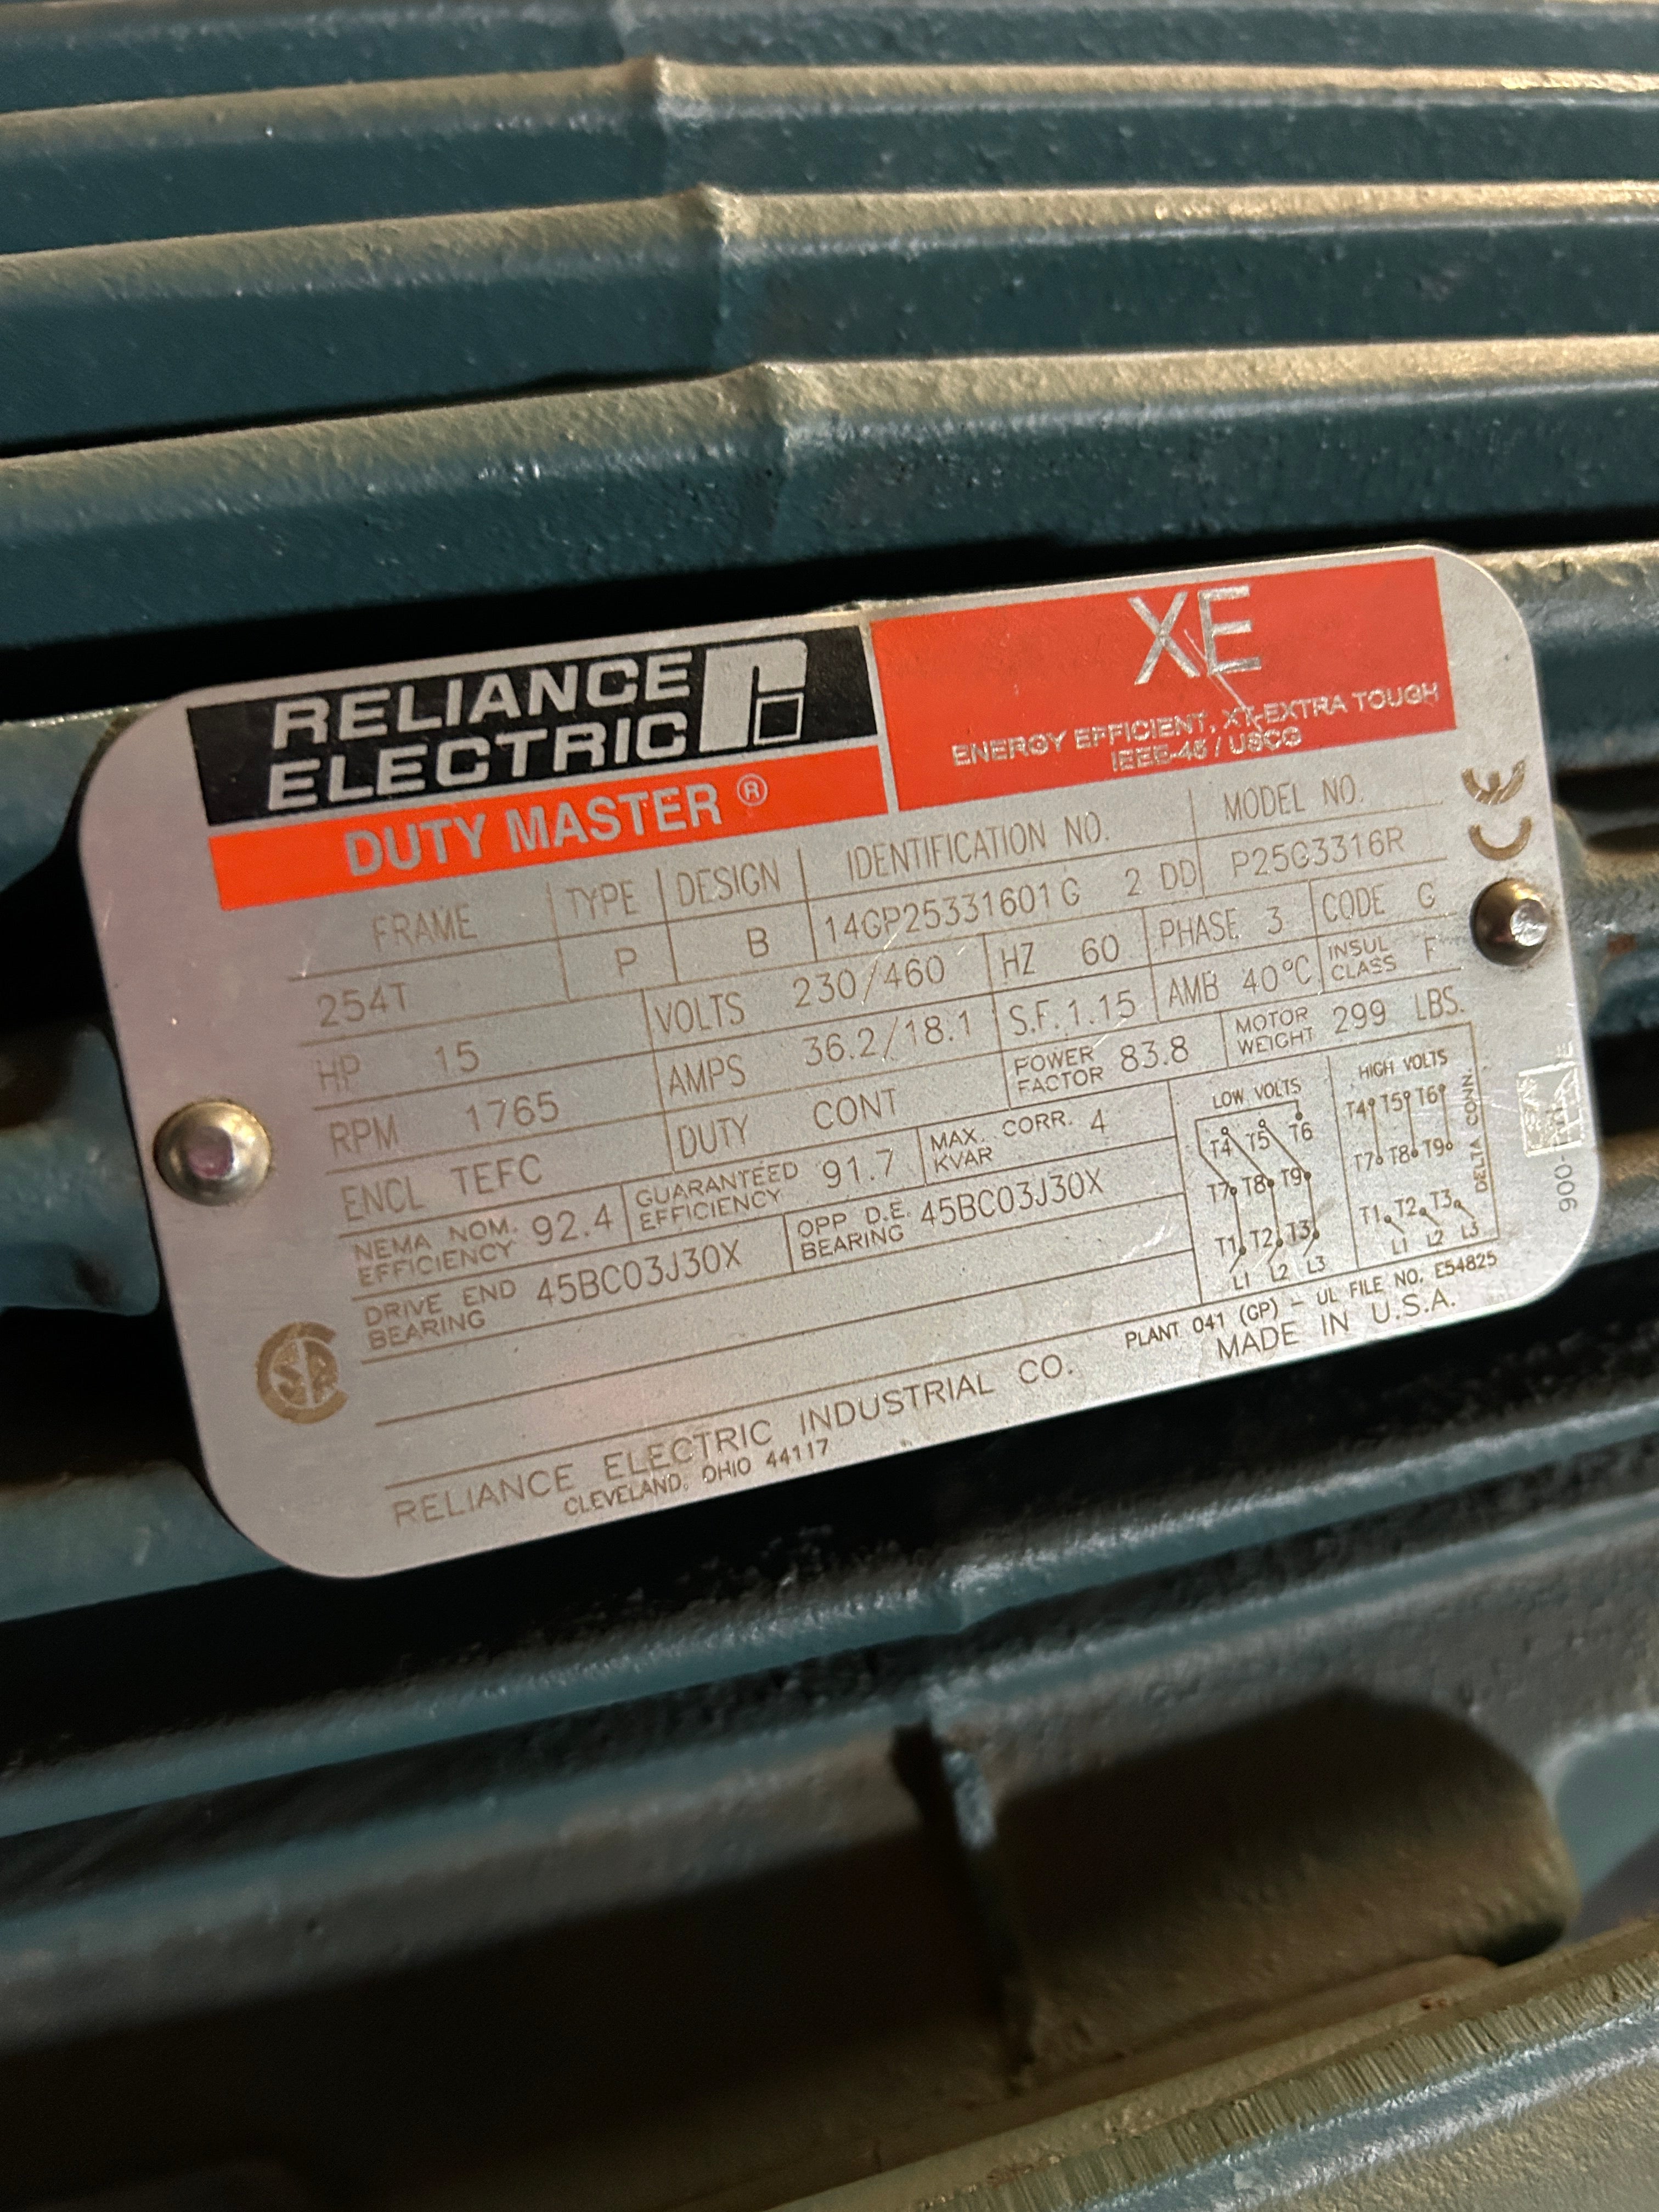 RELIANCE
ELECTRIC
DUTY MASTER ®
XE
ENERGY EFFICIENT, XT-EXTRA TOUGH
IEEE-45 / USCG
FRAME TYPE DESIGN IDENTIFICATION NO. MODEL NO.
254T P B 14GP25331601 G 2 DD P25G3316R
HP 15 VOLTS 230/460 HZ 60 PHASE 3 CODE G
RPM 1765 AMPS 36.2/18.1 S.F. 1.15 AMB 40°C INSUL CLASS F
ENCL TEFC DUTY CONT POWER FACTOR 83.8 MOTOR WEIGHT 299 LBS.
NEMA NOM. EFFICIENCY 92.4 GUARANTEED EFFICIENCY 91.7 MAX. CORR. KVAR 4
DRIVE END BEARING 45BC03J30X OPP D.E. BEARING 45BC03J30X
LOW VOLTS
T4 T5 T6
T7 T8 T9
T1 T2 T3
L1 L2 L3
HIGH VOLTS
T4 T5 T6
T7 T8 T9
T1 T2 T3
L1 L2 L3
DELTA CONN.
RELIANCE ELECTRIC INDUSTRIAL CO.
CLEVELAND, OHIO 44117
PLANT 041 (GP) - UL FILE NO. E54825
MADE IN U.S.A.
CE